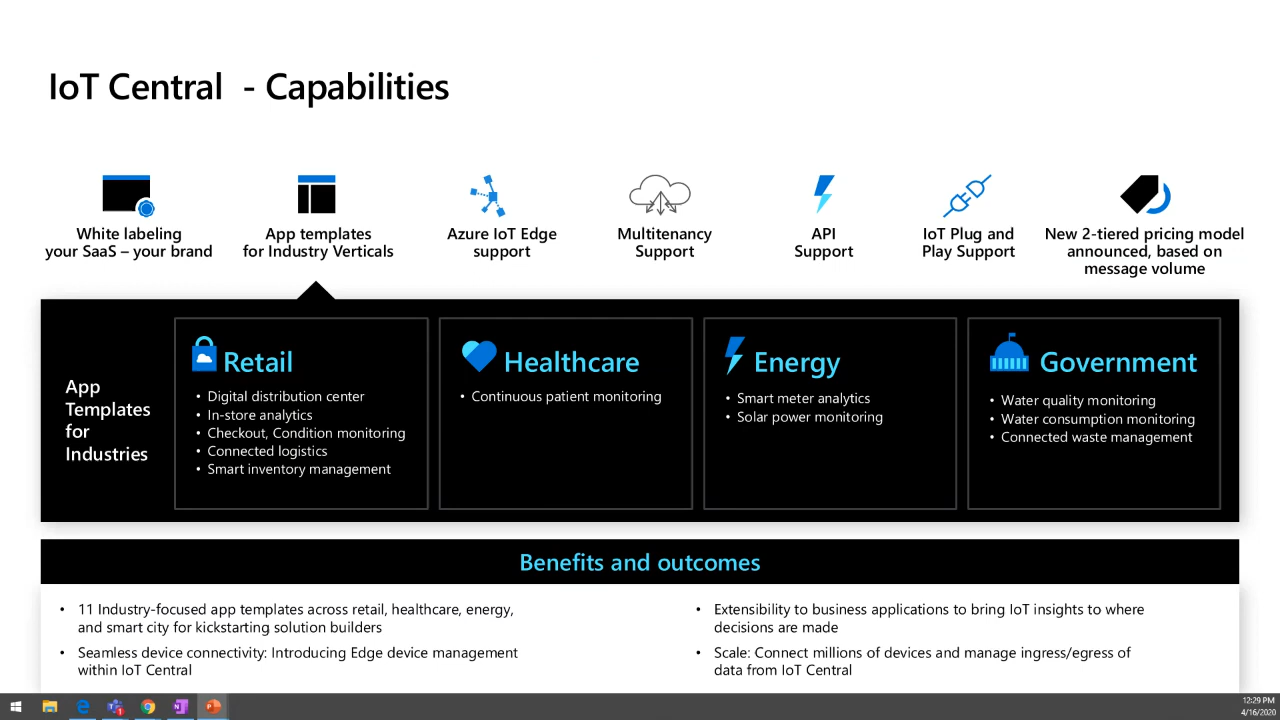 IoT Central - Capabilities
White labeling
your SaaS – your brand
App templates
for Industry Verticals
Azure IoT Edge
support
Multitenancy
Support
API
Support
IoT Plug and
Play Support
New 2-tiered pricing model
announced, based on
message volume
App
Templates
for
Industries
Retail
• Digital distribution center
• In-store analytics
• Checkout, Condition monitoring
• Connected logistics
• Smart inventory management
Healthcare
• Continuous patient monitoring
Energy
• Smart meter analytics
• Solar power monitoring
Government
• Water quality monitoring
• Water consumption monitoring
• Connected waste management
Benefits and outcomes
• 11 Industry-focused app templates across retail, healthcare, energy,
and smart city for kickstarting solution builders
• Seamless device connectivity: Introducing Edge device management
within IoT Central
• Extensibility to business applications to bring IoT insights to where
decisions are made
• Scale: Connect millions of devices and manage ingress/egress of
data from IoT Central
12:29 PM
4/16/2020